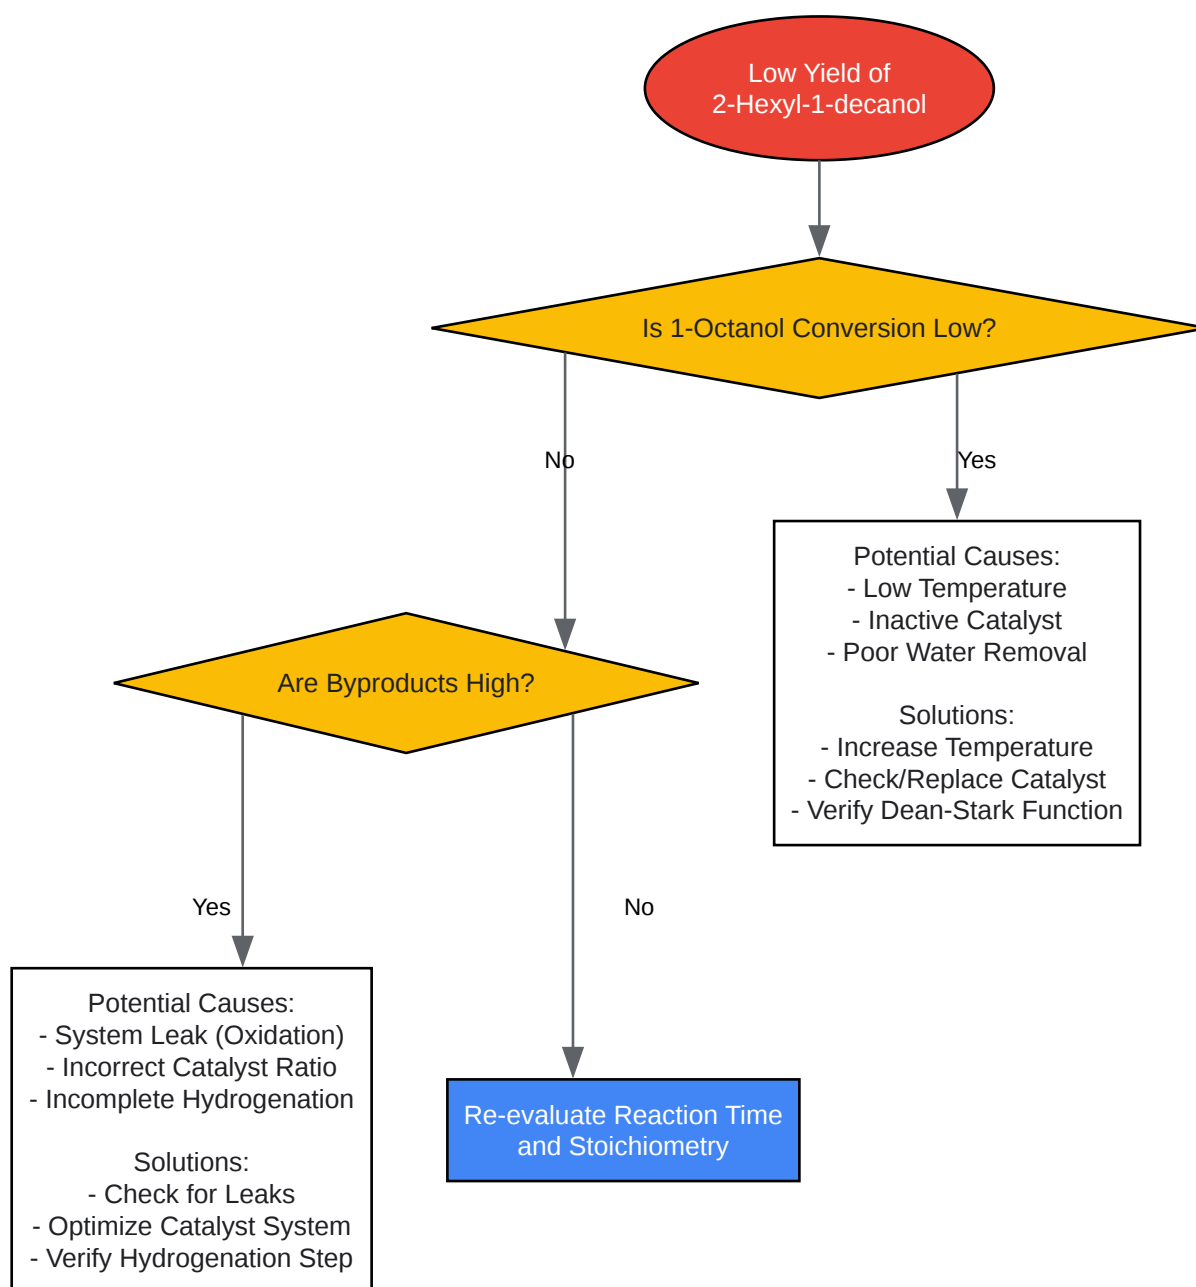 Low Yield of
2-Hexyl-1-decanol
Is 1-Octanol Conversion Low?
No
Yes
Potential Causes:
- Low Temperature
- Inactive Catalyst
- Poor Water Removal
Solutions:
- Increase Temperature
- Check/Replace Catalyst
- Verify Dean-Stark Function
Are Byproducts High?
Yes
No
Potential Causes:
- System Leak (Oxidation)
- Incorrect Catalyst Ratio
- Incomplete Hydrogenation
Solutions:
- Check for Leaks
- Optimize Catalyst System
- Verify Hydrogenation Step
Re-evaluate Reaction Time
and Stoichiometry